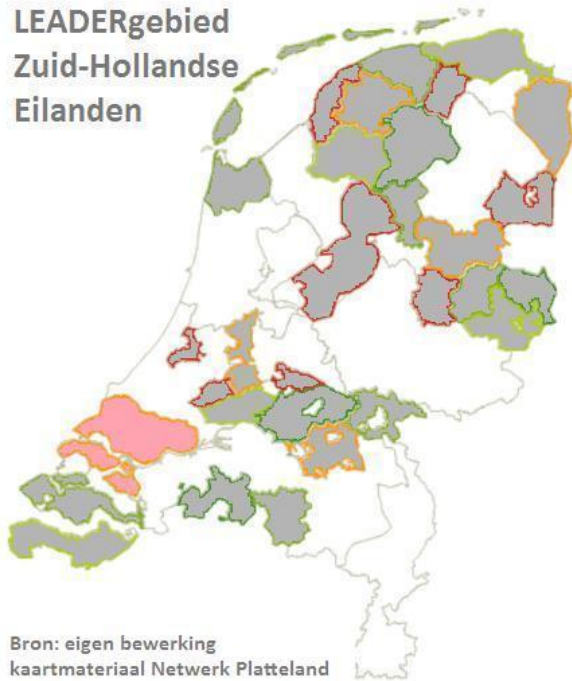 LEADERgebied
Zuid-Hollandse
Eilanden
Bron: eigen bewerking
kaartmateriaal Netwerk Platteland